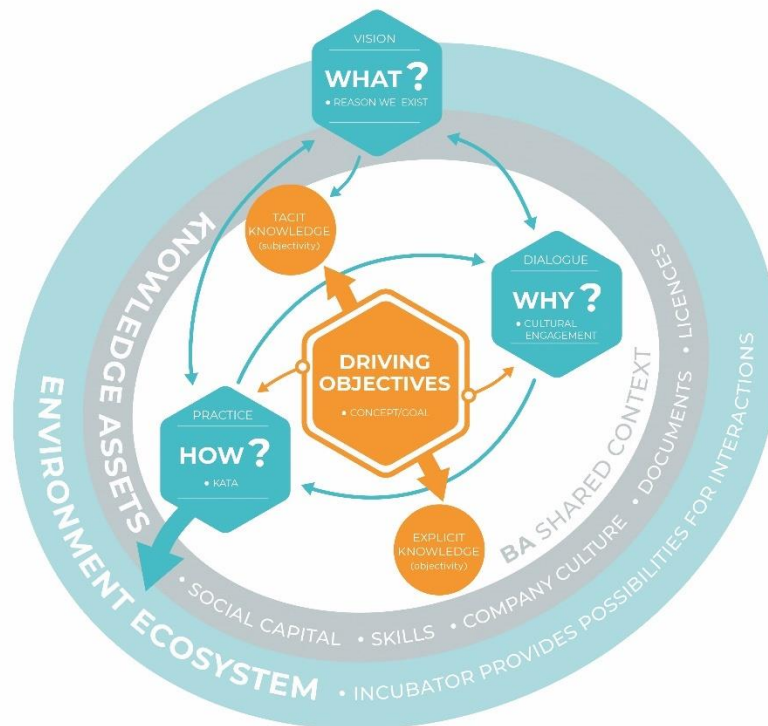 VISION
WHAT ?
• REASON WE EXIST
TACIT
KNOWLEDGE
(subjectivity)
DIALOGUE
WHY ?
• CULTURAL
ENGAGEMENT
DRIVING
OBJECTIVES
• CONCEPT/GOAL
PRACTICE
HOW ?
• KATA
EXPLICIT
KNOWLEDGE
(objectivity)
BA SHARED CONTEXT
KNOWLEDGE ASSETS • SOCIAL CAPITAL • SKILLS • COMPANY CULTURE • DOCUMENTS • LICENCES
ENVIRONMENT ECOSYSTEM • INCUBATOR PROVIDES POSSIBILITIES FOR INTERACTIONS